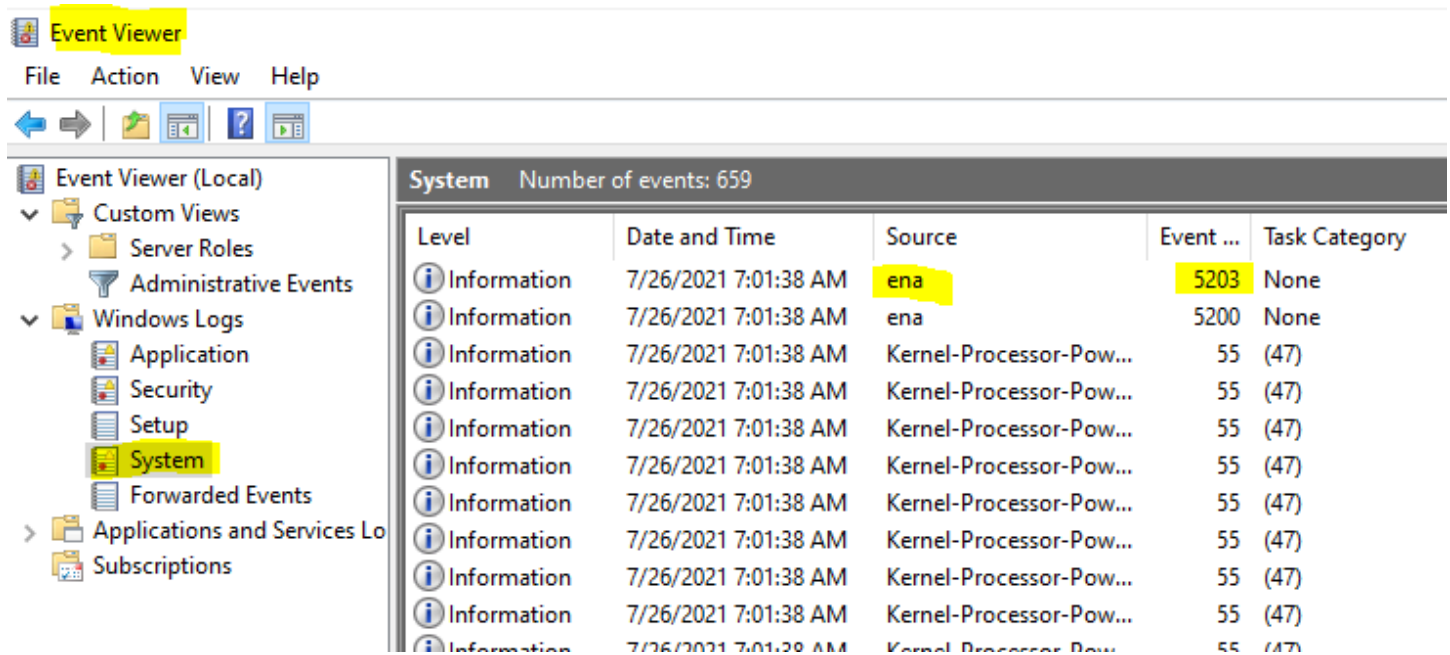 Event Viewer
File Action View Help
Event Viewer (Local)
Custom Views
Server Roles
Administrative Events
Windows Logs
Application
Security
Setup
System
Forwarded Events
Applications and Services Lo
Subscriptions
System Number of events: 659
Level Date and Time Source Event ... Task Category
Information 7/26/2021 7:01:38 AM ena 5203 None
Information 7/26/2021 7:01:38 AM ena 5200 None
Information 7/26/2021 7:01:38 AM Kernel-Processor-Pow... 55 (47)
Information 7/26/2021 7:01:38 AM Kernel-Processor-Pow... 55 (47)
Information 7/26/2021 7:01:38 AM Kernel-Processor-Pow... 55 (47)
Information 7/26/2021 7:01:38 AM Kernel-Processor-Pow... 55 (47)
Information 7/26/2021 7:01:38 AM Kernel-Processor-Pow... 55 (47)
Information 7/26/2021 7:01:38 AM Kernel-Processor-Pow... 55 (47)
Information 7/26/2021 7:01:38 AM Kernel-Processor-Pow... 55 (47)
Information 7/26/2021 7:01:38 AM Kernel-Processor-Pow... 55 (47)
Information 7/26/2021 7:01:38 AM Kernel-Processor-Pow... 55 (47)